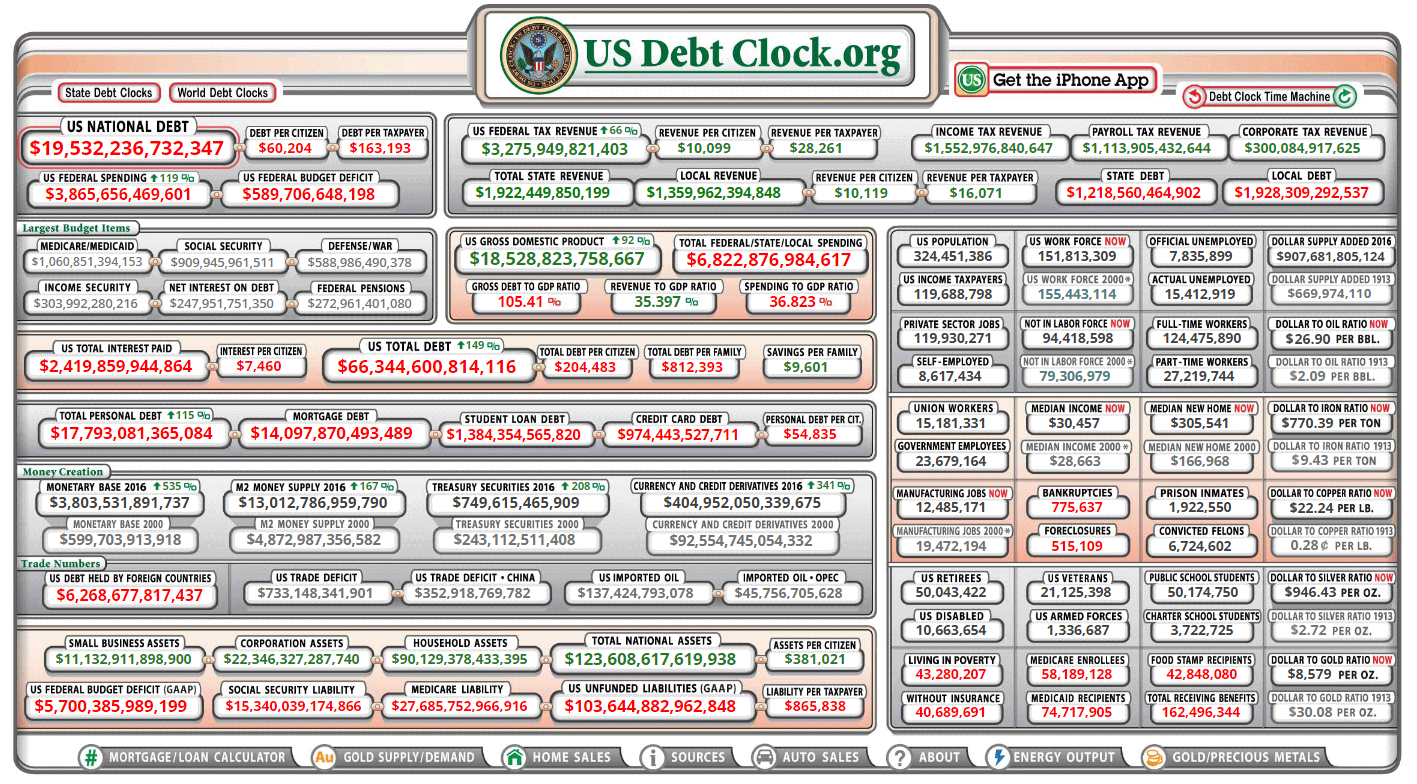 US Debt Clock.org
State Debt Clocks
World Debt Clocks
US Get the iPhone App
Debt Clock Time Machine
US NATIONAL DEBT
$19,532,236,732,347
DEBT PER CITIZEN
$60,204
DEBT PER TAXPAYER
$163,193
US FEDERAL SPENDING 119 %
$3,865,656,469,601
US FEDERAL BUDGET DEFICIT
$589,706,648,198
US FEDERAL TAX REVENUE 66 %
$3,275,949,821,403
REVENUE PER CITIZEN
$10,099
REVENUE PER TAXPAYER
$28,261
INCOME TAX REVENUE
$1,552,976,840,647
PAYROLL TAX REVENUE
$1,113,905,432,644
CORPORATE TAX REVENUE
$300,084,917,625
TOTAL STATE REVENUE
$1,922,449,850,199
LOCAL REVENUE
$1,359,962,394,848
REVENUE PER CITIZEN
$10,119
REVENUE PER TAXPAYER
$16,071
STATE DEBT
$1,218,560,464,902
LOCAL DEBT
$1,928,309,292,537
Largest Budget Items
MEDICARE/MEDICAID
$1,060,851,394,153
SOCIAL SECURITY
$909,945,961,511
DEFENSE/WAR
$588,986,490,378
INCOME SECURITY
$303,992,280,216
NET INTEREST ON DEBT
$247,951,751,350
FEDERAL PENSIONS
$272,961,401,080
US GROSS DOMESTIC PRODUCT 92 %
$18,528,823,758,667
TOTAL FEDERAL/STATE/LOCAL SPENDING
$6,822,876,984,617
GROSS DEBT TO GDP RATIO
105.41 %
REVENUE TO GDP RATIO
35.397 %
SPENDING TO GDP RATIO
36.823 %
US TOTAL INTEREST PAID
$2,419,859,944,864
INTEREST PER CITIZEN
$7,460
US TOTAL DEBT 149 %
$66,344,600,814,116
TOTAL DEBT PER CITIZEN
$204,483
TOTAL DEBT PER FAMILY
$812,393
SAVINGS PER FAMILY
$9,601
TOTAL PERSONAL DEBT 115 %
$17,793,081,365,084
MORTGAGE DEBT
$14,097,870,493,489
STUDENT LOAN DEBT
$1,384,354,565,820
CREDIT CARD DEBT
$974,443,527,711
PERSONAL DEBT PER CIT.
$54,835
Money Creation
MONETARY BASE 2016 535 %
$3,803,531,891,737
MONETARY BASE 2000
$599,703,913,918
M2 MONEY SUPPLY 2016 167 %
$13,012,786,959,790
M2 MONEY SUPPLY 2000
$4,872,987,356,582
TREASURY SECURITIES 2016 208 %
$749,615,465,909
TREASURY SECURITIES 2000
$243,112,511,408
CURRENCY AND CREDIT DERIVATIVES 2016 341 %
$404,952,050,339,675
CURRENCY AND CREDIT DERIVATIVES 2000
$92,554,745,054,332
Trade Numbers
US DEBT HELD BY FOREIGN COUNTRIES
$6,268,677,817,437
US TRADE DEFICIT
$733,148,341,901
US TRADE DEFICIT • CHINA
$352,918,769,782
US IMPORTED OIL
$137,424,793,078
IMPORTED OIL • OPEC
$45,756,705,628
SMALL BUSINESS ASSETS
$11,132,911,898,900
CORPORATION ASSETS
$22,346,327,287,740
HOUSEHOLD ASSETS
$90,129,378,433,395
TOTAL NATIONAL ASSETS
$123,608,617,619,938
ASSETS PER CITIZEN
$381,021
US FEDERAL BUDGET DEFICIT (GAAP)
$5,700,385,989,199
SOCIAL SECURITY LIABILITY
$15,340,039,174,866
MEDICARE LIABILITY
$27,685,752,966,916
US UNFUNDED LIABILITIES (GAAP)
$103,644,882,962,848
LIABILITY PER TAXPAYER
$865,838
US POPULATION
324,451,386
US WORK FORCE NOW
151,813,309
OFFICIAL UNEMPLOYED
7,835,899
DOLLAR SUPPLY ADDED 2016
$907,681,805,124
US INCOME TAXPAYERS
119,688,798
US WORK FORCE 2000*
155,443,114
ACTUAL UNEMPLOYED
15,412,919
DOLLAR SUPPLY ADDED 1913
$669,974,110
PRIVATE SECTOR JOBS
119,930,271
NOT IN LABOR FORCE NOW
94,418,598
FULL-TIME WORKERS
124,475,890
DOLLAR TO OIL RATIO NOW
$26.90 PER BBL.
SELF-EMPLOYED
8,617,434
NOT IN LABOR FORCE 2000*
79,306,979
PART-TIME WORKERS
27,219,744
DOLLAR TO OIL RATIO 1913
$2.09 PER BBL.
UNION WORKERS
15,181,331
MEDIAN INCOME NOW
$30,457
MEDIAN NEW HOME NOW
$305,541
DOLLAR TO IRON RATIO NOW
$770.39 PER TON
GOVERNMENT EMPLOYEES
23,679,164
MEDIAN INCOME 2000*
$28,663
MEDIAN NEW HOME 2000
$166,968
DOLLAR TO IRON RATIO 1913
$9.43 PER TON
MANUFACTURING JOBS NOW
12,485,171
BANKRUPTCIES
775,637
PRISON INMATES
1,922,550
DOLLAR TO COPPER RATIO NOW
$22.24 PER LB.
MANUFACTURING JOBS 2000*
19,472,194
FORECLOSURES
515,109
CONVICTED FELONS
6,724,602
DOLLAR TO COPPER RATIO 1913
0.28 ¢ PER LB.
US RETIREES
50,043,422
US VETERANS
21,125,398
PUBLIC SCHOOL STUDENTS
50,174,750
DOLLAR TO SILVER RATIO NOW
$946.43 PER OZ.
US DISABLED
10,663,654
US ARMED FORCES
1,336,687
CHARTER SCHOOL STUDENTS
3,722,725
DOLLAR TO SILVER RATIO 1913
$2.72 PER OZ.
LIVING IN POVERTY
43,280,207
MEDICARE ENROLLEES
58,189,128
FOOD STAMP RECIPIENTS
42,848,080
DOLLAR TO GOLD RATIO NOW
$8,579 PER OZ.
WITHOUT INSURANCE
40,689,691
MEDICAID RECIPIENTS
74,717,905
TOTAL RECEIVING BENEFITS
162,496,344
DOLLAR TO GOLD RATIO 1913
$30.08 PER OZ.
# MORTGAGE/LOAN CALCULATOR
Au GOLD SUPPLY/DEMAND
HOME SALES
i SOURCES
AUTO SALES
? ABOUT
ENERGY OUTPUT
GOLD/PRECIOUS METALS